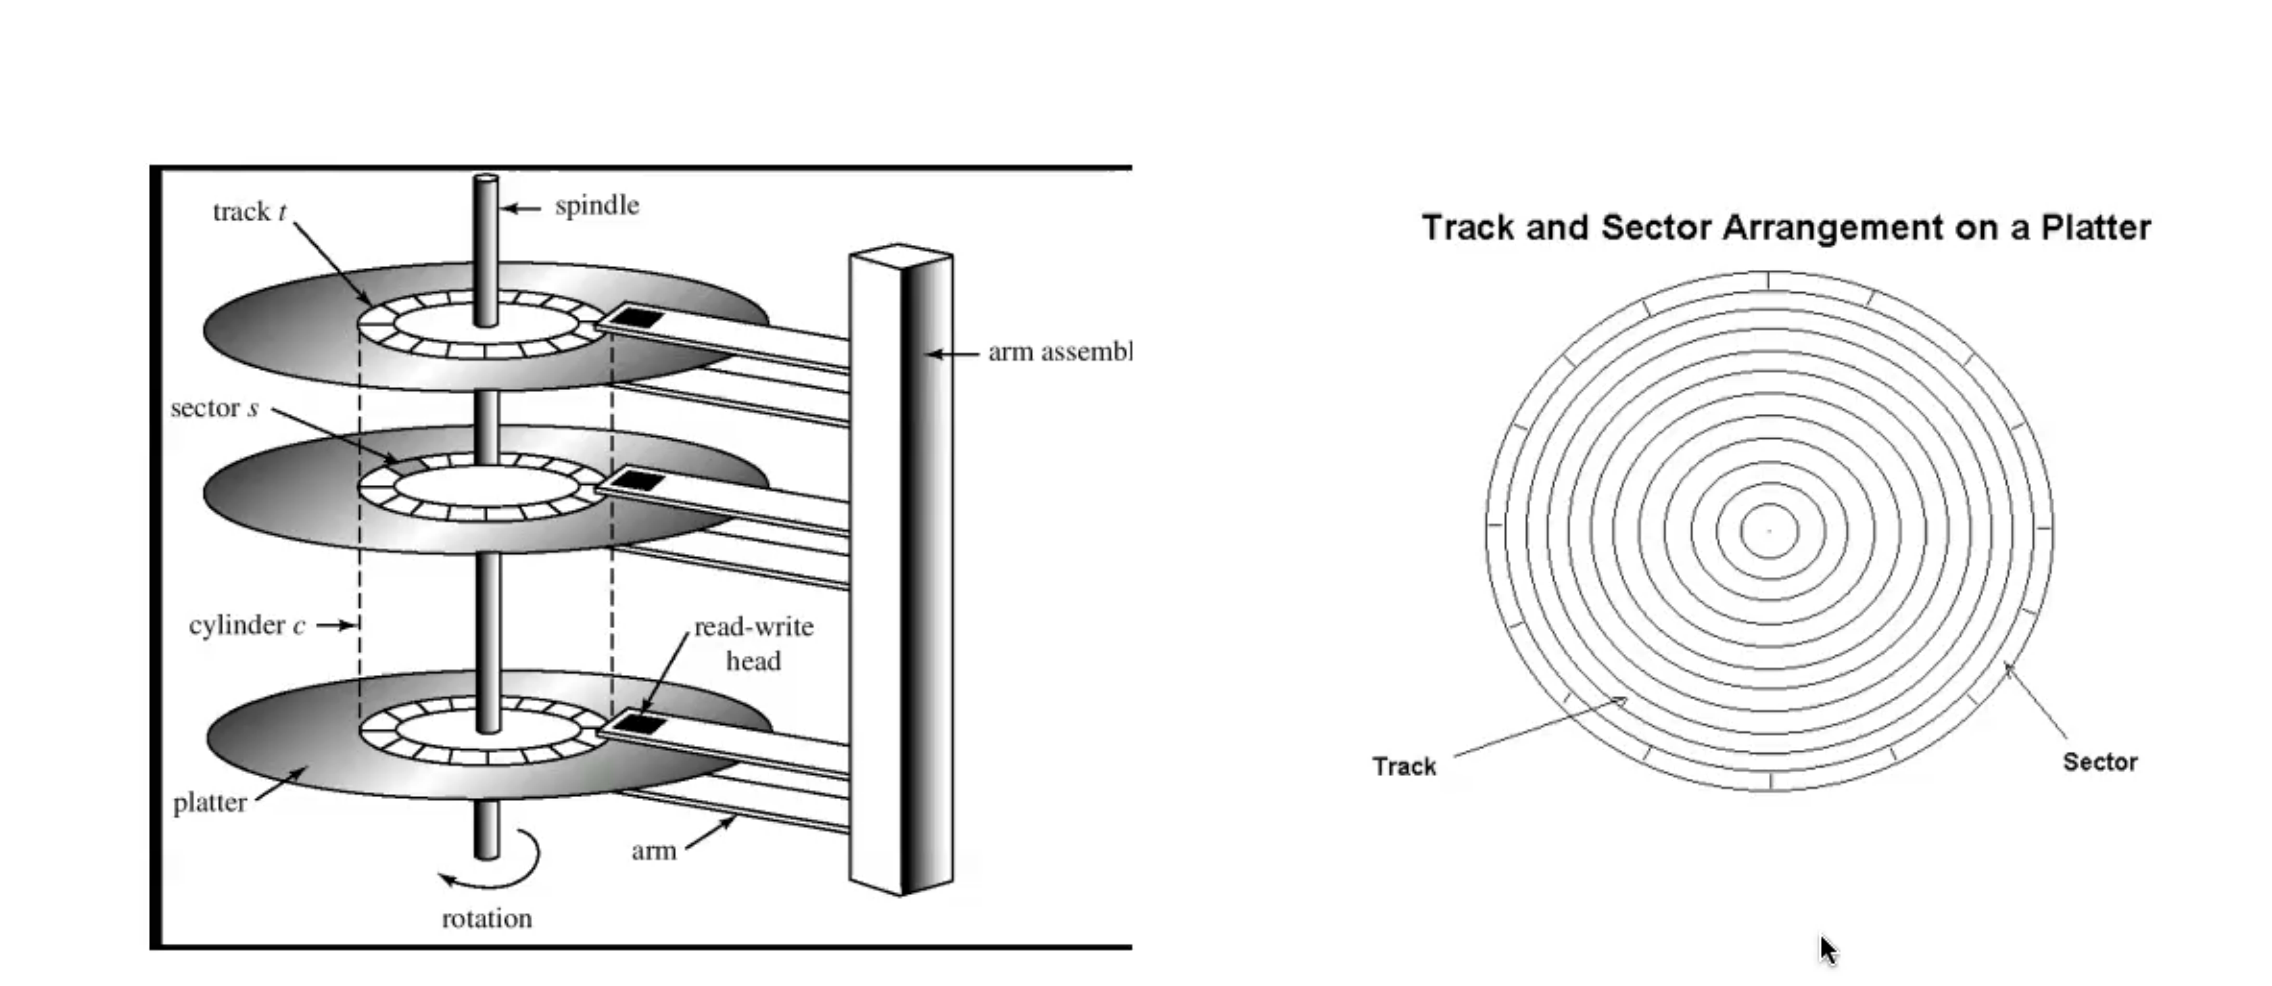 track t
spindle
arm assembl
sector s
cylinder c
read-write
head
platter
arm
rotation
Track and Sector Arrangement on a Platter
Track
Sector